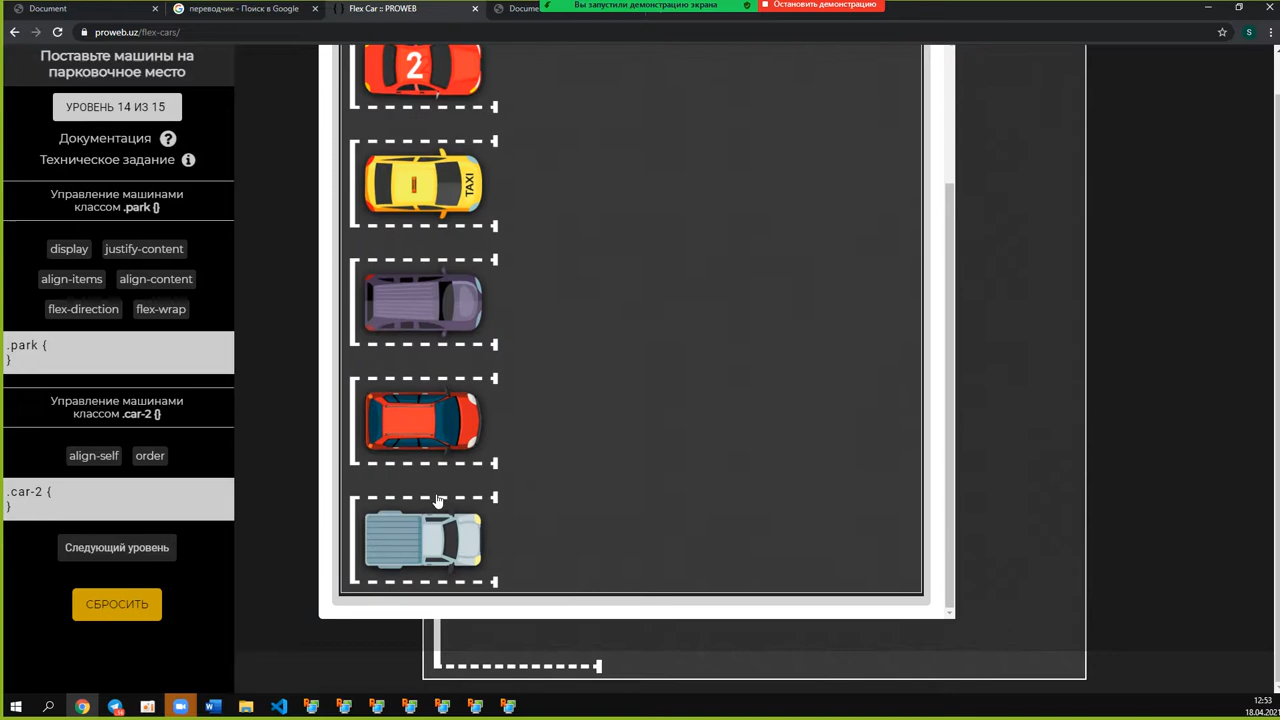 Document
переводчик - Поиск в Google
Flex Car :: PROWEB
Docume
Вы запустили демонстрацию экрана
Остановить демонстрацию
proweb.uz/flex-cars/
S
Поставьте машины на
парковочное место
УРОВЕНЬ 14 ИЗ 15
Документация ?
Техническое задание
Управление машинами
классом .park {}
display
justify-content
align-items
align-content
flex-direction
flex-wrap
.park {
}
Управление машинами
классом .car-2 {}
align-self
order
.car-2 {
}
Следующий уровень
СБРОСИТЬ
2
TAXI
12:53
18.04.2021